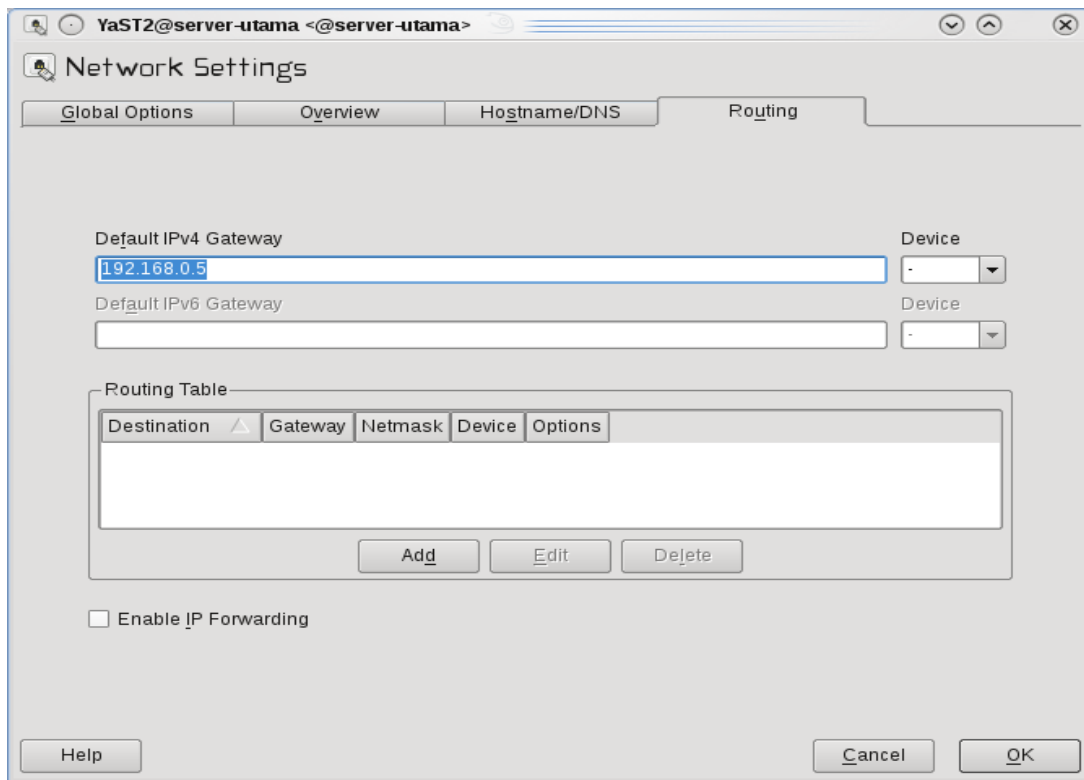 YaST2@server-utama <@server-utama>
Network Settings
Global Options Overview Hostname/DNS Routing
Default IPv4 Gateway Device
192.168.0.5 -
Default IPv6 Gateway Device
-
Routing Table
Destination Gateway Netmask Device Options
Add Edit Delete
Enable IP Forwarding
Help Cancel OK